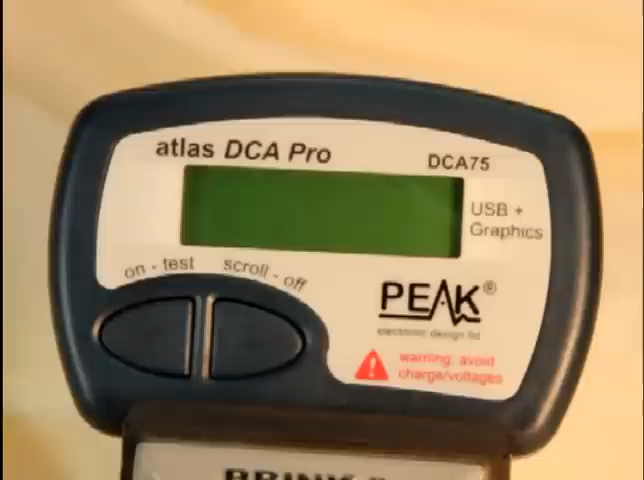 atlas DCA Pro
DCA75
USB +
Graphics
on - test scroll - off
PEAK®
electronic design ltd
warning: avoid
charge/voltages